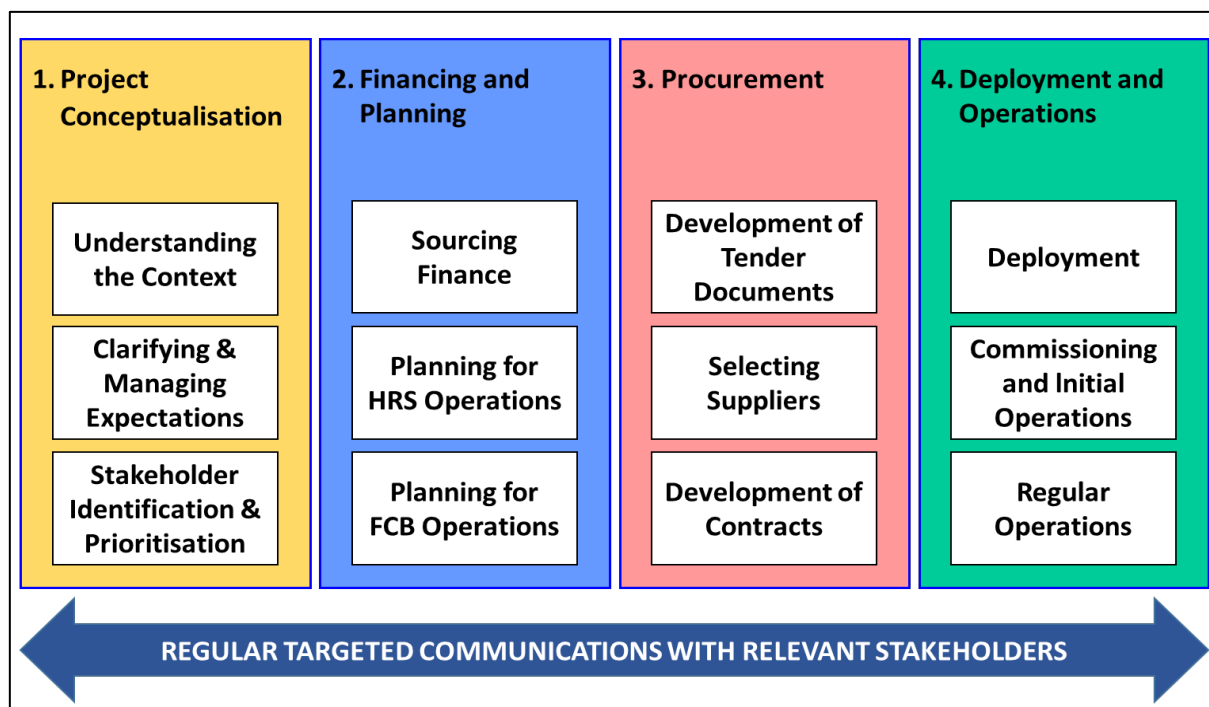 1. Project
Conceptualisation
Understanding
the Context
Clarifying &
Managing
Expectations
Stakeholder
Identification &
Prioritisation
2. Financing and
Planning
Sourcing
Finance
Planning for
HRS Operations
Planning for
FCB Operations
3. Procurement
Development of
Tender
Documents
Selecting
Suppliers
Development of
Contracts
4. Deployment and
Operations
Deployment
Commissioning
and Initial
Operations
Regular
Operations
REGULAR TARGETED COMMUNICATIONS WITH RELEVANT STAKEHOLDERS